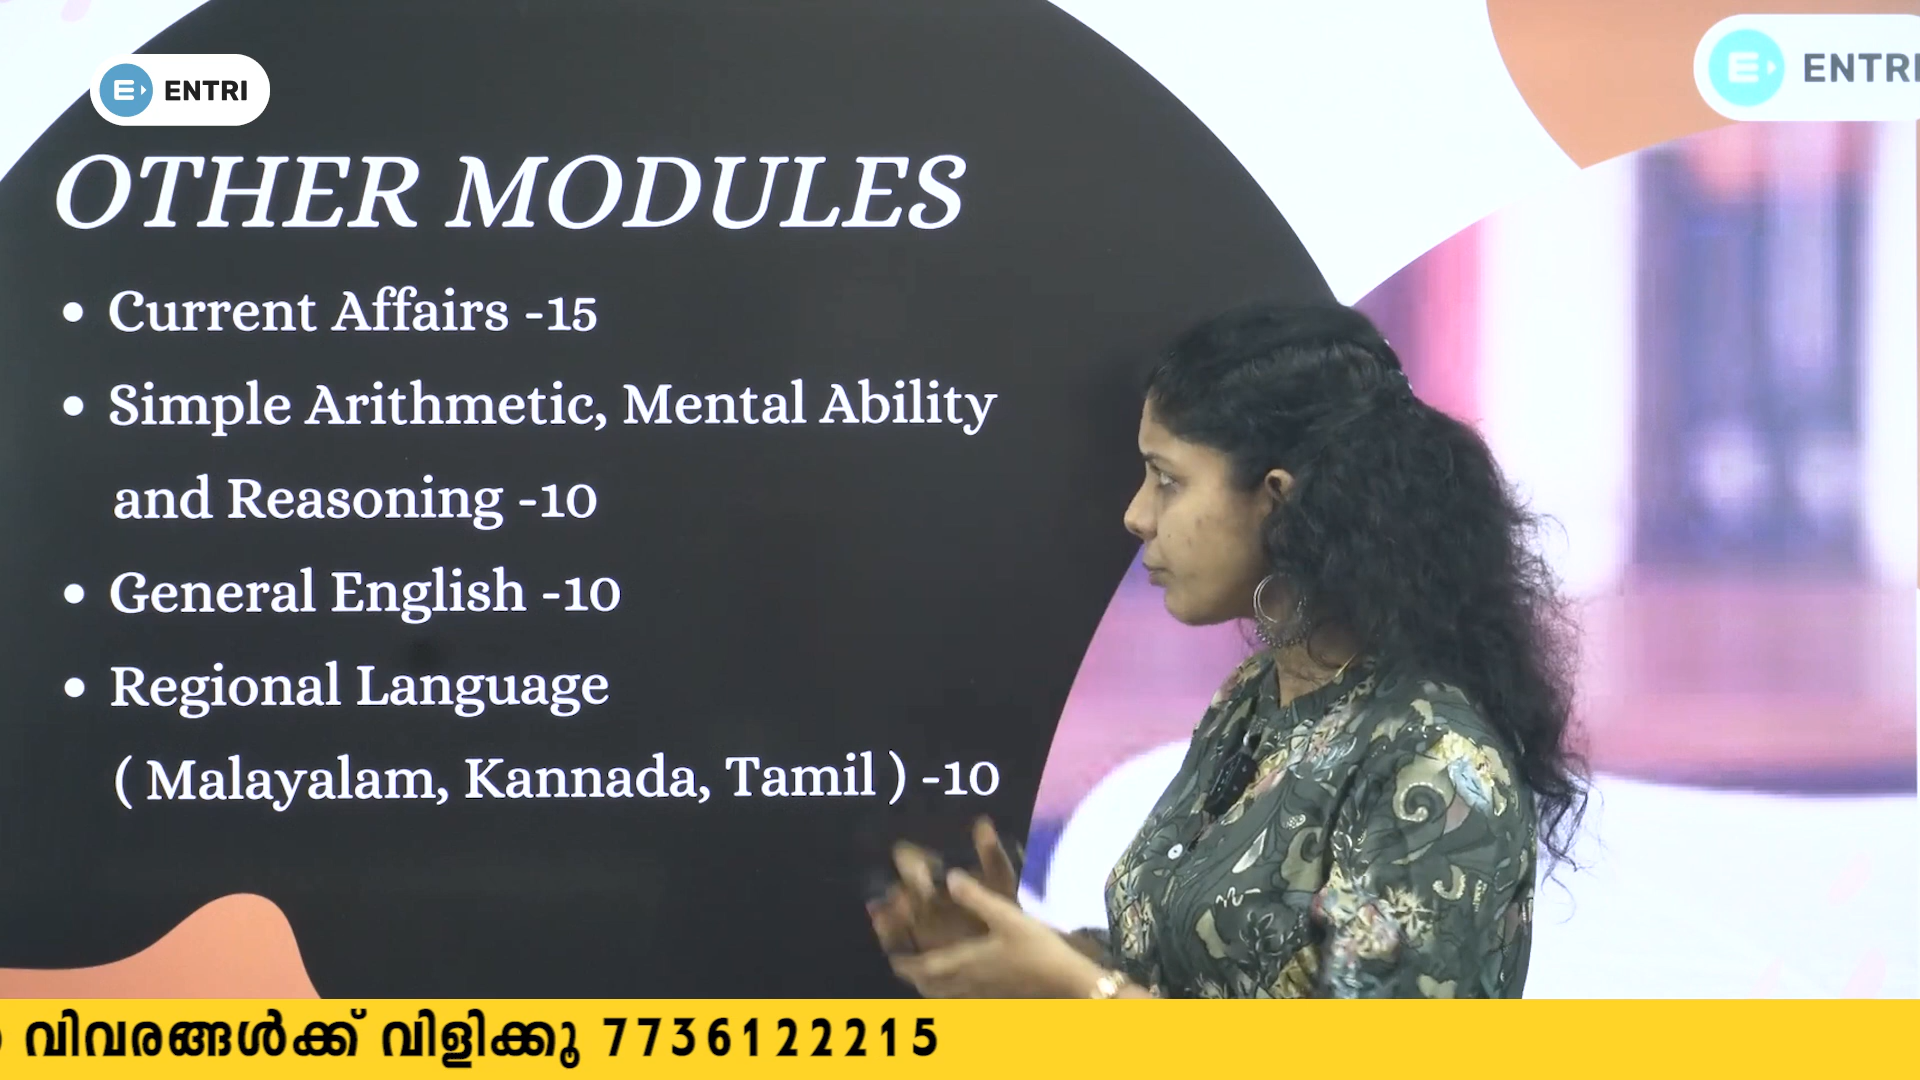 ENTRI
ENTRI
OTHER MODULES
• Current Affairs -15
• Simple Arithmetic, Mental Ability
and Reasoning -10
• General English -10
• Regional Language
( Malayalam, Kannada, Tamil ) -10
വിവരങ്ങൾക്ക് വിളിക്കൂ 7736122215